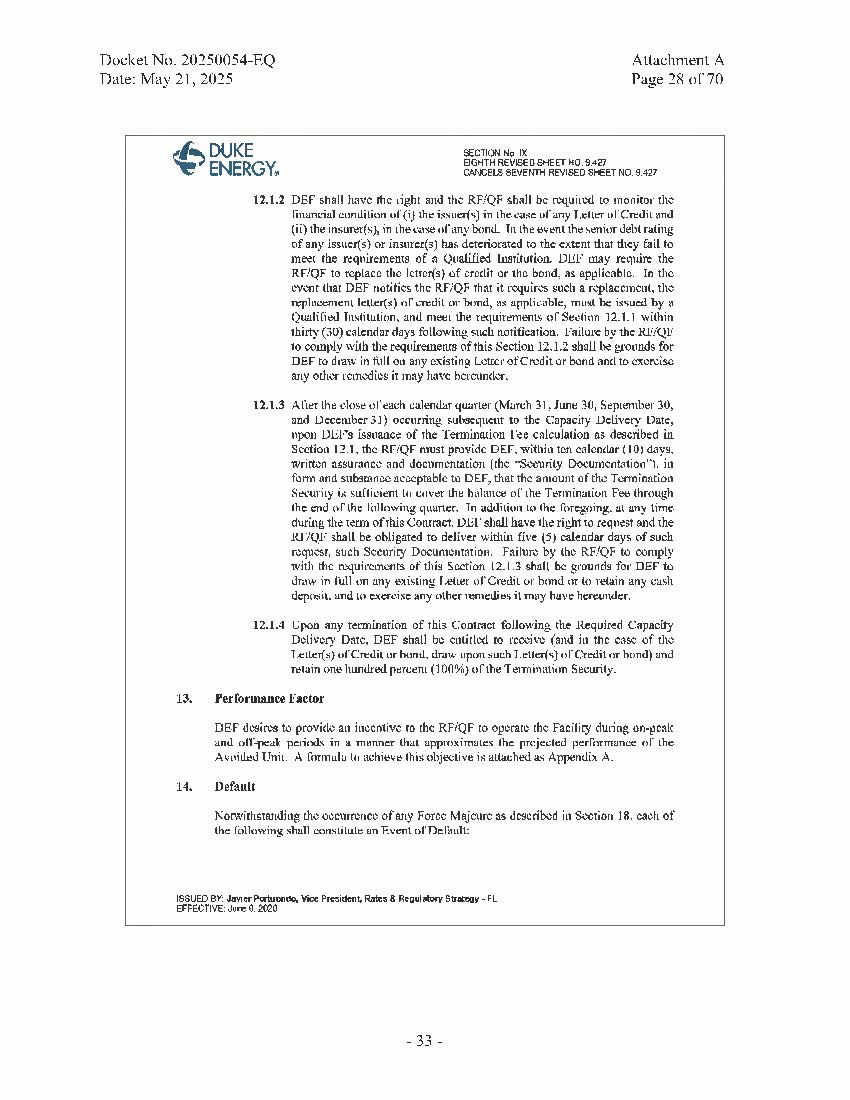 Docket No. 20250054-EQ
Date: May 21, 2025
Attachment A
Page 28 of 70
DUKE
ENERGY.
SECTION No. IX
EIGHTH REVISED SHEET NO. 9.427
CANCELS SEVENTH REVISED SHEET NO. 9.427
12.1.2 DEF shall have the right and the RF/QF shall be required to monitor the
financial condition of (i) the issuer(s) in the case of any Letter of Credit and
(ii) the insurer(s), in the case of any bond. In the event the senior debt rating
of any issuer(s) or insurer(s) has deteriorated to the extent that they fail to
meet the requirements of a Qualified Institution, DEF may require the
RF/QF to replace the letter(s) of credit or the bond, as applicable. In the
event that DEF notifies the RF/QF that it requires such a replacement, the
replacement letter(s) of credit or bond, as applicable, must be issued by a
Qualified Institution, and meet the requirements of Section 12.1.1 within
thirty (30) calendar days following such notification. Failure by the RF/QF
to comply with the requirements of this Section 12.1.2 shall be grounds for
DEF to draw in full on any existing Letter of Credit or bond and to exercise
any other remedies it may have hereunder.
12.1.3 After the close of each calendar quarter (March 31, June 30, September 30,
and December 31) occurring subsequent to the Capacity Delivery Date,
upon DEF's issuance of the Termination Fee calculation as described in
Section 12.1, the RF/QF must provide DEF, within ten calendar (10) days,
written assurance and documentation (the "Security Documentation"), in
form and substance acceptable to DEF, that the amount of the Termination
Security is sufficient to cover the balance of the Termination Fee through
the end of the following quarter. In addition to the foregoing, at any time
during the term of this Contract, DEF shall have the right to request and the
RF/QF shall be obligated to deliver within five (5) calendar days of such
request, such Security Documentation. Failure by the RF/QF to comply
with the requirements of this Section 12.1.3 shall be grounds for DEF to
draw in full on any existing Letter of Credit or bond or to retain any cash
deposit, and to exercise any other remedies it may have hereunder.
12.1.4 Upon any termination of this Contract following the Required Capacity
Delivery Date, DEF shall be entitled to receive (and in the case of the
Letter(s) of Credit or bond, draw upon such Letter(s) of Credit or bond) and
retain one hundred percent (100%) of the Termination Security.
13. Performance Factor
DEF desires to provide an incentive to the RF/QF to operate the Facility during on-peak
and off-peak periods in a manner that approximates the projected performance of the
Avoided Unit. A formula to achieve this objective is attached as Appendix A.
14. Default
Notwithstanding the occurrence of any Force Majeure as described in Section 18, each of
the following shall constitute an Event of Default:
ISSUED BY: Javier Portuondo, Vice President, Rates & Regulatory Strategy - FL
EFFECTIVE: June 9, 2020
- 33 -